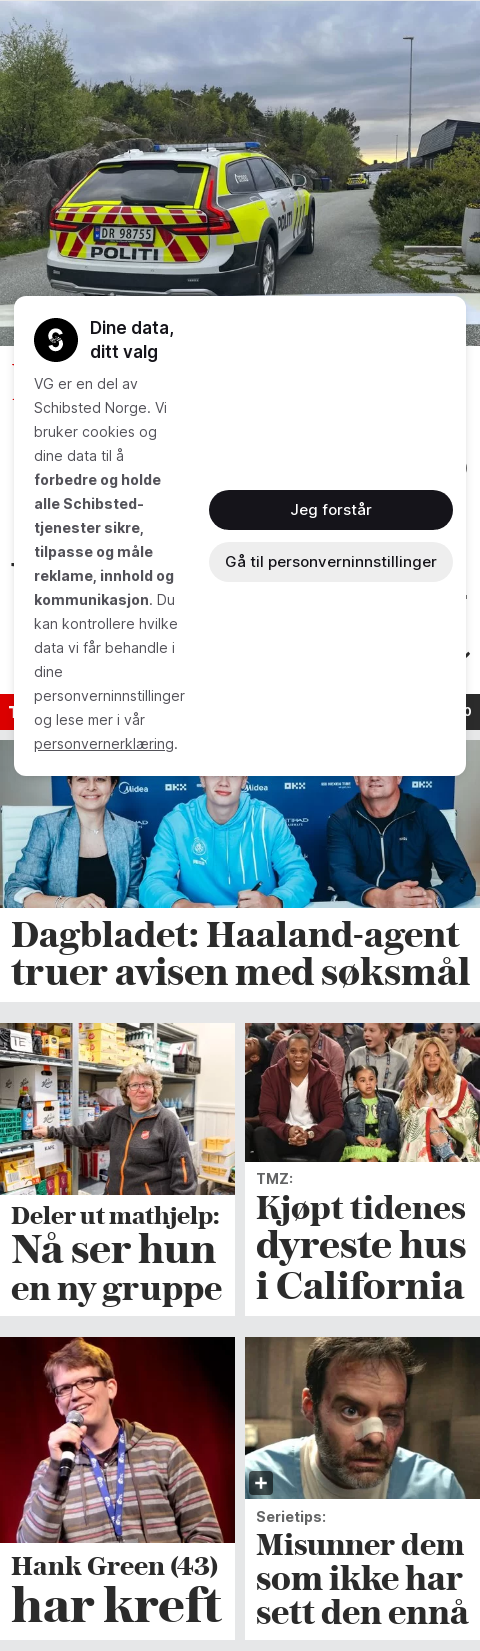 DR 98755
POLITI
POLITI
Dine data,
ditt valg
VG er en del av
Schibsted Norge. Vi
bruker cookies og
dine data til å
forbedre og holde
alle Schibsted-
tjenester sikre,
tilpasse og måle
reklame, innhold og
kommunikasjon. Du
kan kontrollere hvilke
data vi får behandle i
dine
personverninnstillinger
og lese mer i vår
personvernerklæring.
Jeg forstår
Gå til personverninnstillinger
Midea
OKX
OKX
Dagbladet: Haaland-agent
truer avisen med søksmål
Deler ut mathjelp:
Nå ser hun
en ny gruppe
TMZ:
Kjøpt tidenes
dyreste hus
i California
Hank Green (43)
har kreft
Serietips:
Misunner dem
som ikke har
sett den ennå